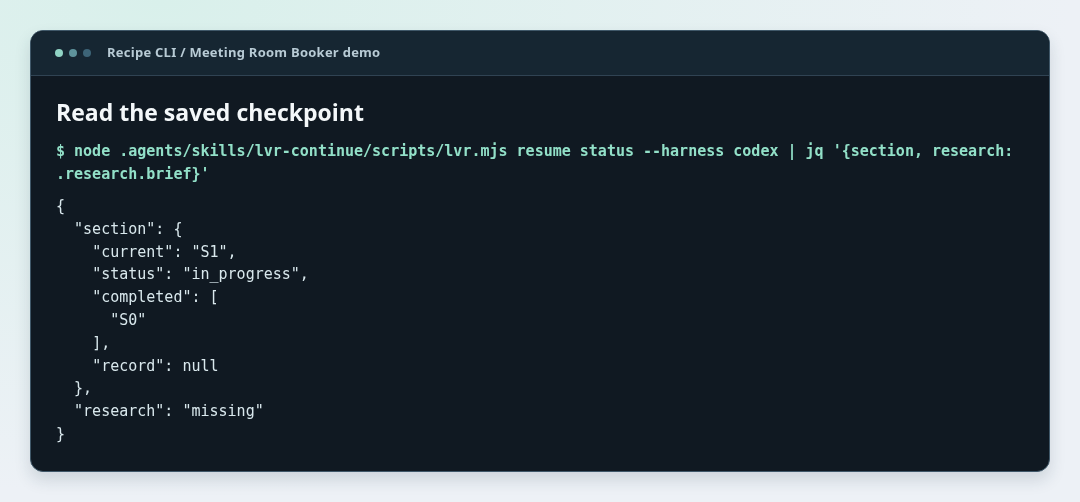 Recipe CLI / Meeting Room Booker demo
Read the saved checkpoint
$ node .agents/skills/lvr-continue/scripts/lvr.mjs resume status --harness codex | jq '{section, research:
.research.brief}'
{
  "section": {
    "current": "S1",
    "status": "in_progress",
    "completed": [
      "S0"
    ],
    "record": null
  },
  "research": "missing"
}